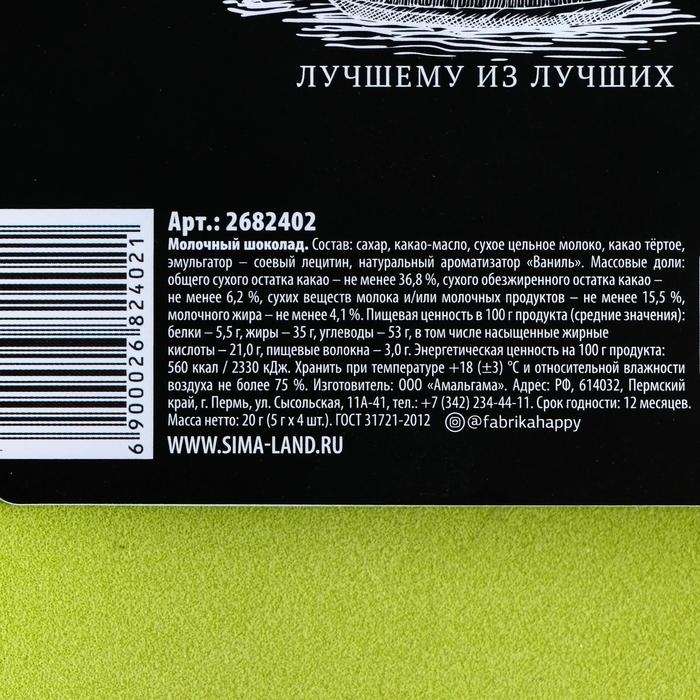 ЛУЧШЕМУ ИЗ ЛУЧШИХ
Арт.: 2682402
Молочный шоколад. Состав: сахар, какао-масло, сухое цельное молоко, какао тёртое,
эмульгатор – соевый лецитин, натуральный ароматизатор «Ваниль». Массовые доли:
общего сухого остатка какао – не менее 36,8 %, сухого обезжиренного остатка какао –
не менее 6,2 %, сухих веществ молока и/или молочных продуктов – не менее 15,5 %,
молочного жира – не менее 4,1 %. Пищевая ценность в 100 г продукта (средние значения):
белки – 5,5 г, жиры – 35 г, углеводы – 53 г, в том числе насыщенные жирные
кислоты – 21,0 г, пищевые волокна – 3,0 г. Энергетическая ценность на 100 г продукта:
560 ккал / 2330 кДж. Хранить при температуре +18 (±3) °С и относительной влажности
воздуха не более 75 %. Изготовитель: ООО «Амальгама». Адрес: РФ, 614032, Пермский
край, г. Пермь, ул. Сысольская, 11А-41, тел.: +7 (342) 234-44-11. Срок годности: 12 месяцев.
Масса нетто: 20 г (5 г x 4 шт.). ГОСТ 31721-2012 @fabrikahappy
WWW.SIMA-LAND.RU
6 900026 824021